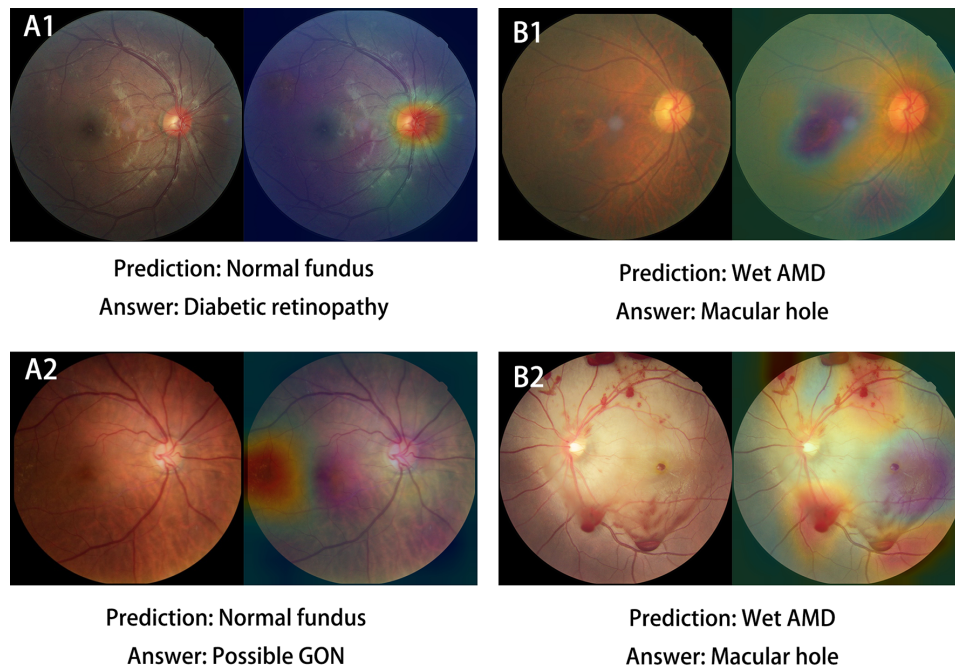 A1
B1
Prediction: Normal fundus
Answer: Diabetic retinopathy
Prediction: Wet AMD
Answer: Macular hole
A2
B2
Prediction: Normal fundus
Answer: Possible GON
Prediction: Wet AMD
Answer: Macular hole